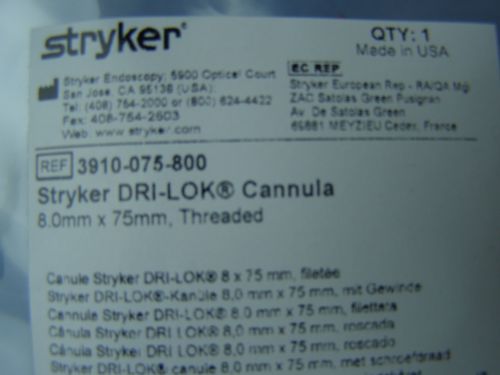 stryker®
QTY: 1
Made in USA
Stryker Endoscopy: 5900 Optical Court
San Jose, CA 95138 (USA)
Tel: (408) 754-2000 or (800) 624-4422
Fax: 408-754-2503
Web: www.stryker.com
EC REP
Stryker European Rep - RA/QA Mgr
ZAC Satolas Green Pusignan
Av. De Satolas Green
69881 MEYZIEU Cedex, France
REF 3910-075-800
Stryker DRI-LOK® Cannula
8.0mm x 75mm, Threaded
Canule Stryker DRI-LOK® 8 x 75 mm, filetée
Stryker DRI-LOK®-Kanüle 8,0 mm x 75 mm, mit Gewinde
Cannule Stryker DRI-LOK® 8,0 mm x 75 mm, filettata
Cánula Stryker DRI-LOK® 8,0 mm x 75 mm, roscada
Cânula Stryker DRI-LOK® 8,0 mm x 75 mm, roscado
Stryker DRI-LOK® canule 8,0 mm x 75 mm, met schroefdraad